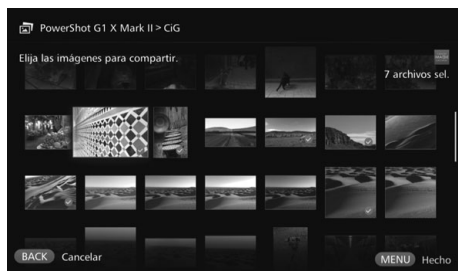 PowerShot G1 X Mark II > CiG
Elija las imágenes para compartir.
7 archivos sel.
BACK Cancelar
MENU Hecho